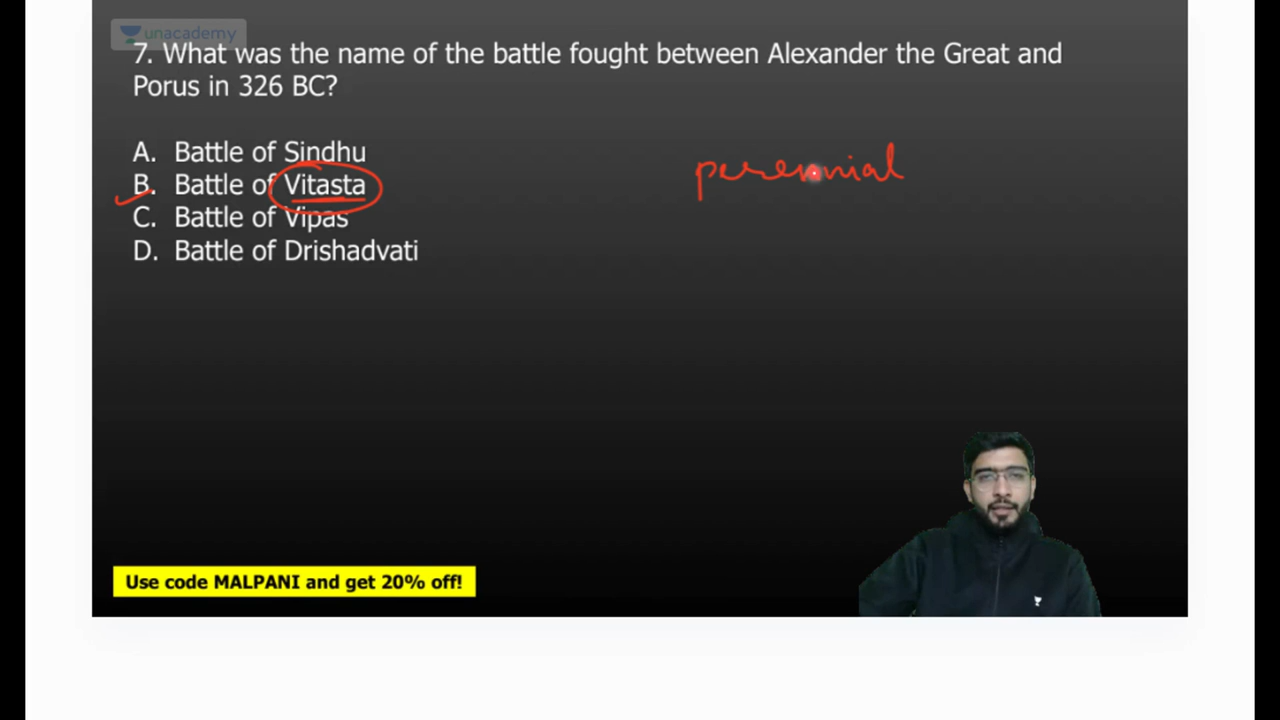 unacademy
7. What was the name of the battle fought between Alexander the Great and
Porus in 326 BC?
A. Battle of Sindhu
B. Battle of Vitasta
perennial
C. Battle of Vipas
D. Battle of Drishadvati
Use code MALPANI and get 20% off!